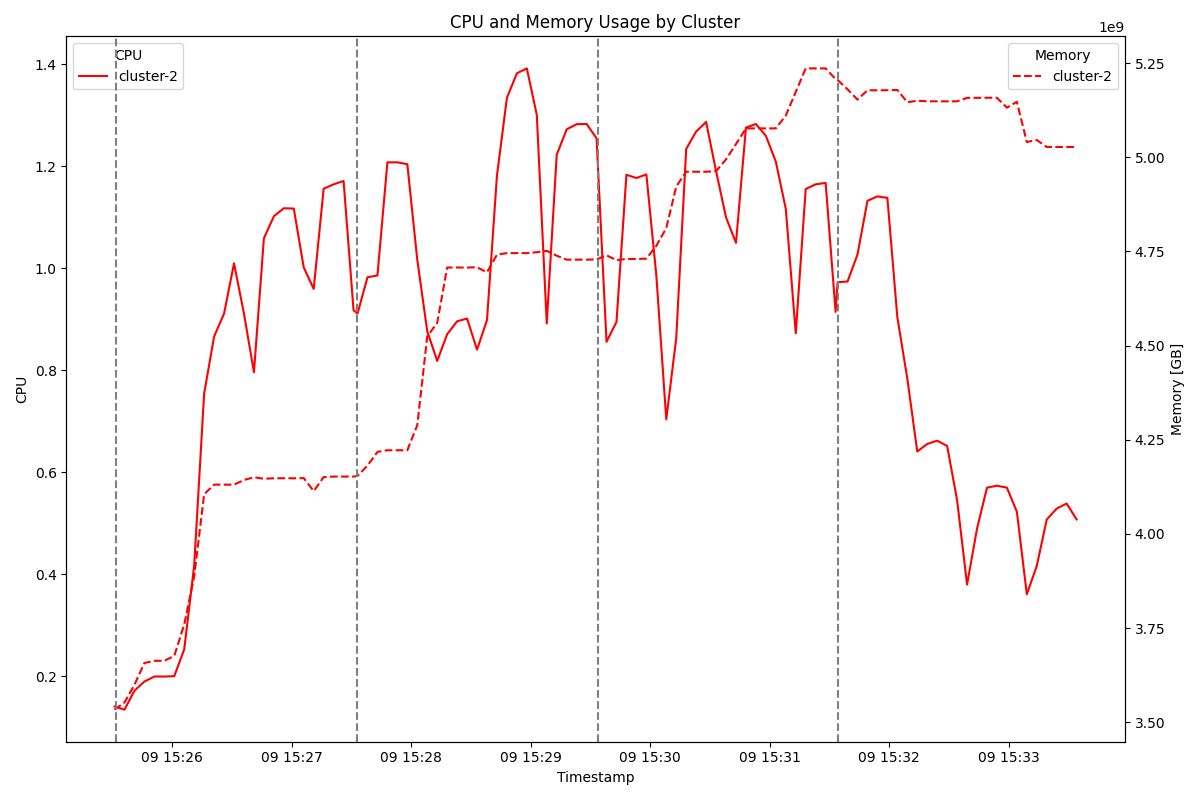 CPU and Memory Usage by Cluster
1e9
CPU
cluster-2
Memory
cluster-2
1.4
1.2
1.0
0.8
0.6
0.4
0.2
CPU
5.25
5.00
4.75
4.50
4.25
4.00
3.75
3.50
Memory [GB]
09 15:26
09 15:27
09 15:28
09 15:29
09 15:30
09 15:31
09 15:32
09 15:33
Timestamp